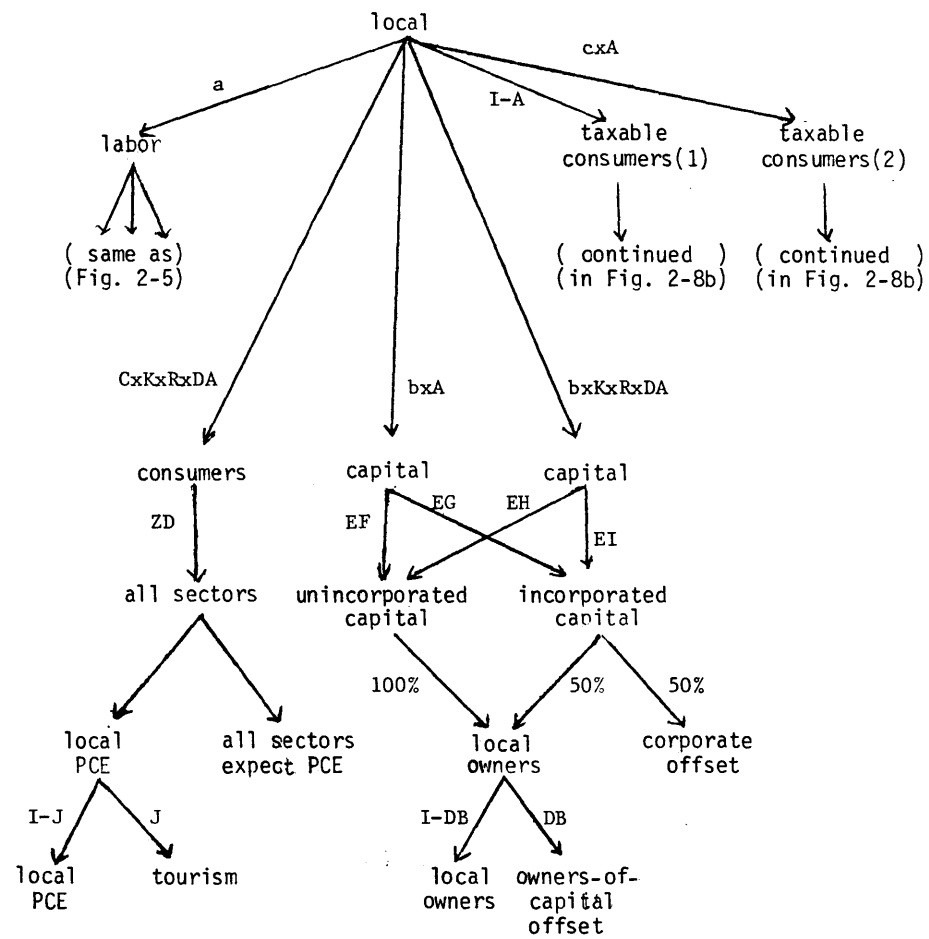 local
cxA
a
I-A
labor
taxable
consumers(1)
taxable
consumers(2)
( same as)
(Fig. 2-5)
( oontinued )
(in Fig. 2-8b)
( continued )
(in Fig. 2-8b)
CxKxRxDA
bxA
bxKxRxDA
consumers
capital
capital
ZD
EF
EG
EH
EI
all sectors
unincorporated
capital
incorporated
capital
100%
50%
50%
local
PCE
all sectors
expect PCE
local
owners
corporate
offset
I-J
J
I-DB
DB
local
PCE
tourism
local
owners
owners-of-
capital
offset